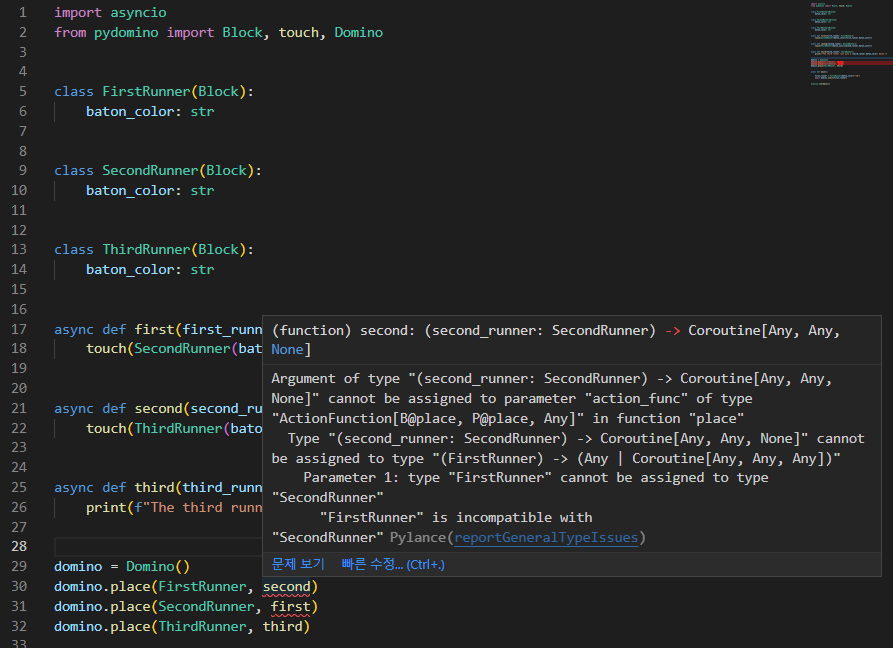 1 import asyncio
2 from pydomino import Block, touch, Domino
3
4
5 class FirstRunner(Block):
6 baton_color: str
7
8
9 class SecondRunner(Block):
10 baton_color: str
11
12
13 class ThirdRunner(Block):
14 baton_color: str
15
16
17 async def first(first_runn
18 touch(SecondRunner(bat
19
20
21 async def second(second_ru
22 touch(ThirdRunner(bato
23
24
25 async def third(third_runn
26 print(f"The third runn
27
28
29 domino = Domino()
30 domino.place(FirstRunner, second)
31 domino.place(SecondRunner, first)
32 domino.place(ThirdRunner, third)
33
(function) second: (second_runner: SecondRunner) -> Coroutine[Any, Any,
None]
Argument of type "(second_runner: SecondRunner) -> Coroutine[Any, Any,
None]" cannot be assigned to parameter "action_func" of type
"ActionFunction[B@place, P@place, Any]" in function "place"
Type "(second_runner: SecondRunner) -> Coroutine[Any, Any, None]" cannot
be assigned to type "(FirstRunner) -> (Any | Coroutine[Any, Any, Any])"
Parameter 1: type "FirstRunner" cannot be assigned to type
"SecondRunner"
"FirstRunner" is incompatible with
"SecondRunner" Pylance(reportGeneralTypeIssues)
문제 보기 빠른 수정... (Ctrl+.)